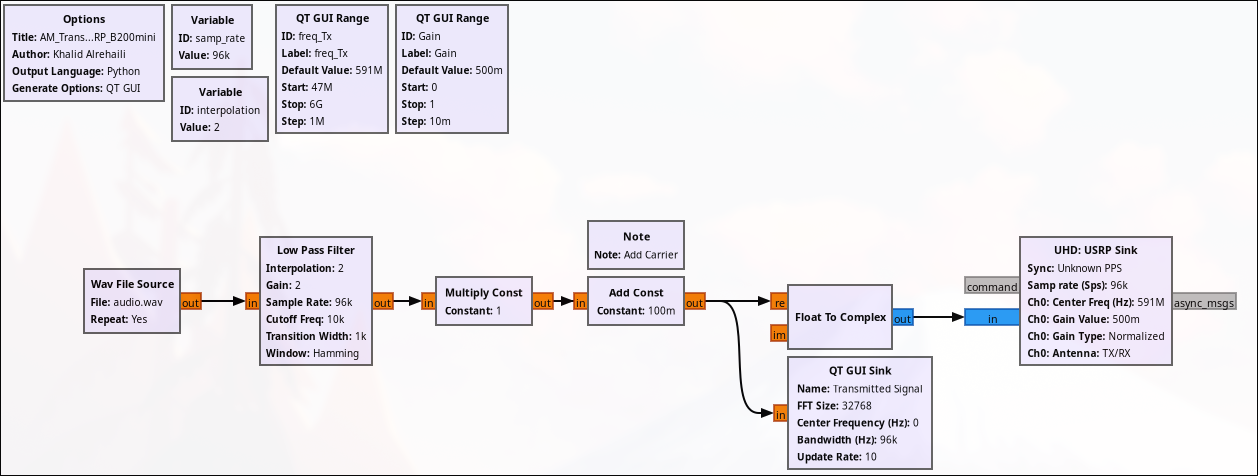 Options
Title: AM_Trans...RP_B200mini
Author: Khalid Alrehaili
Output Language: Python
Generate Options: QT GUI
Variable
ID: samp_rate
Value: 96k
Variable
ID: interpolation
Value: 2
QT GUI Range
ID: freq_Tx
Label: freq_Tx
Default Value: 591M
Start: 47M
Stop: 6G
Step: 1M
QT GUI Range
ID: Gain
Label: Gain
Default Value: 500m
Start: 0
Stop: 1
Step: 10m
Wav File Source
File: audio.wav
Repeat: Yes
out
in
Low Pass Filter
Interpolation: 2
Gain: 2
Sample Rate: 96k
Cutoff Freq: 10k
Transition Width: 1k
Window: Hamming
out
in
Multiply Const
Constant: 1
out
Note
Note: Add Carrier
in
Add Const
Constant: 100m
out
re
im
Float To Complex
out
in
QT GUI Sink
Name: Transmitted Signal
FFT Size: 32768
Center Frequency (Hz): 0
Bandwidth (Hz): 96k
Update Rate: 10
command
in
UHD: USRP Sink
Sync: Unknown PPS
Samp rate (Sps): 96k
Ch0: Center Freq (Hz): 591M
Ch0: Gain Value: 500m
Ch0: Gain Type: Normalized
Ch0: Antenna: TX/RX
async_msgs